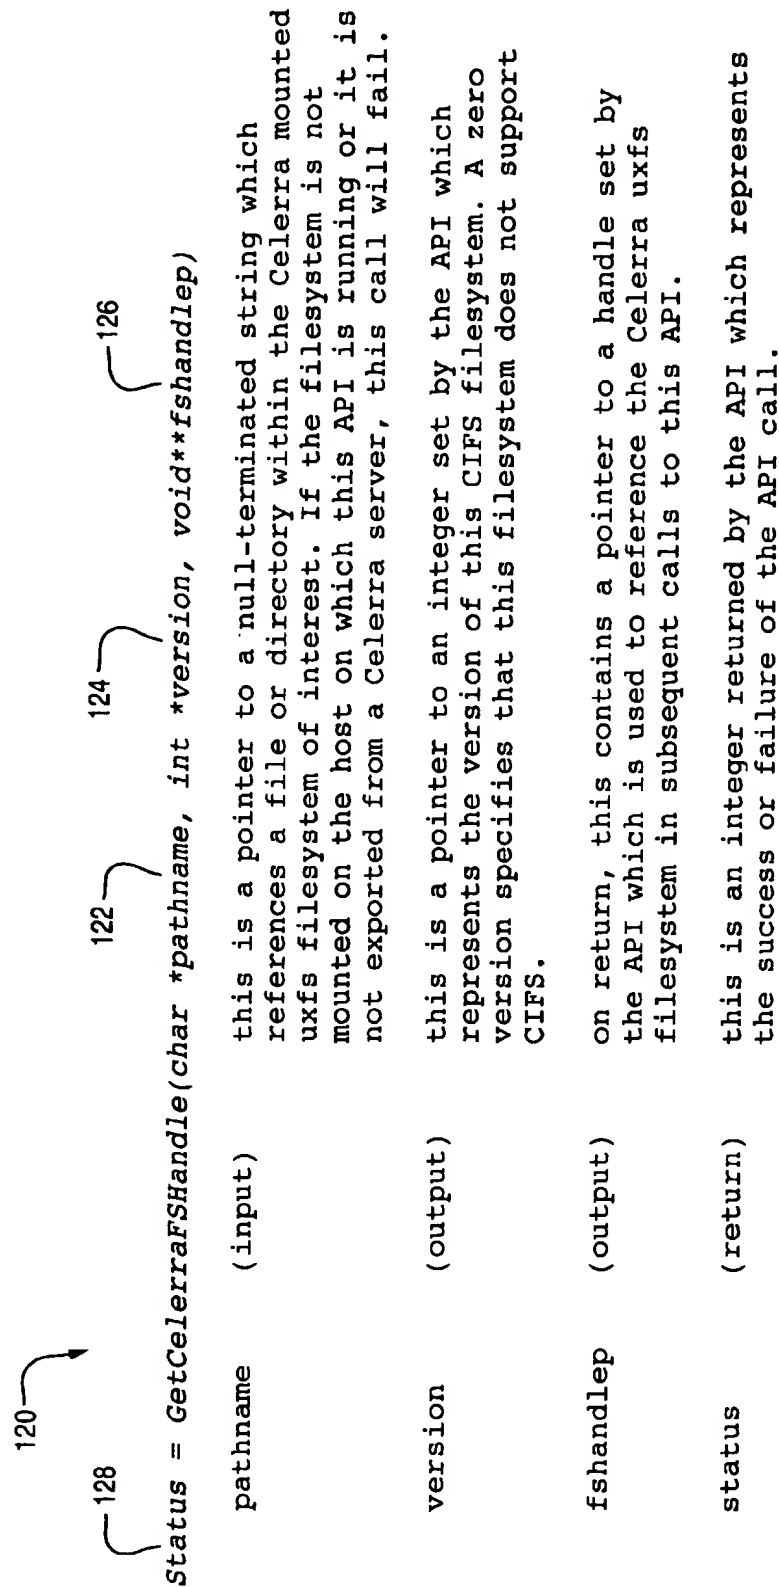 120
128
122
124
126
Status = GetCelerraFSHandle(char *pathname, int *version, void**fshandlep)
pathname (input) this is a pointer to a null-terminated string which
references a file or directory within the Celerra mounted
uxfs filesystem of interest. If the filesystem is not
mounted on the host on which this API is running or it is
not exported from a Celerra server, this call will fail.
version (output) this is a pointer to an integer set by the API which
represents the version of this CIFS filesystem. A zero
version specifies that this filesystem does not support
CIFS.
fshandlep (output) on return, this contains a pointer to a handle set by
the API which is used to reference the Celerra uxfs
filesystem in subsequent calls to this API.
status (return) this is an integer returned by the API which represents
the success or failure of the API call.